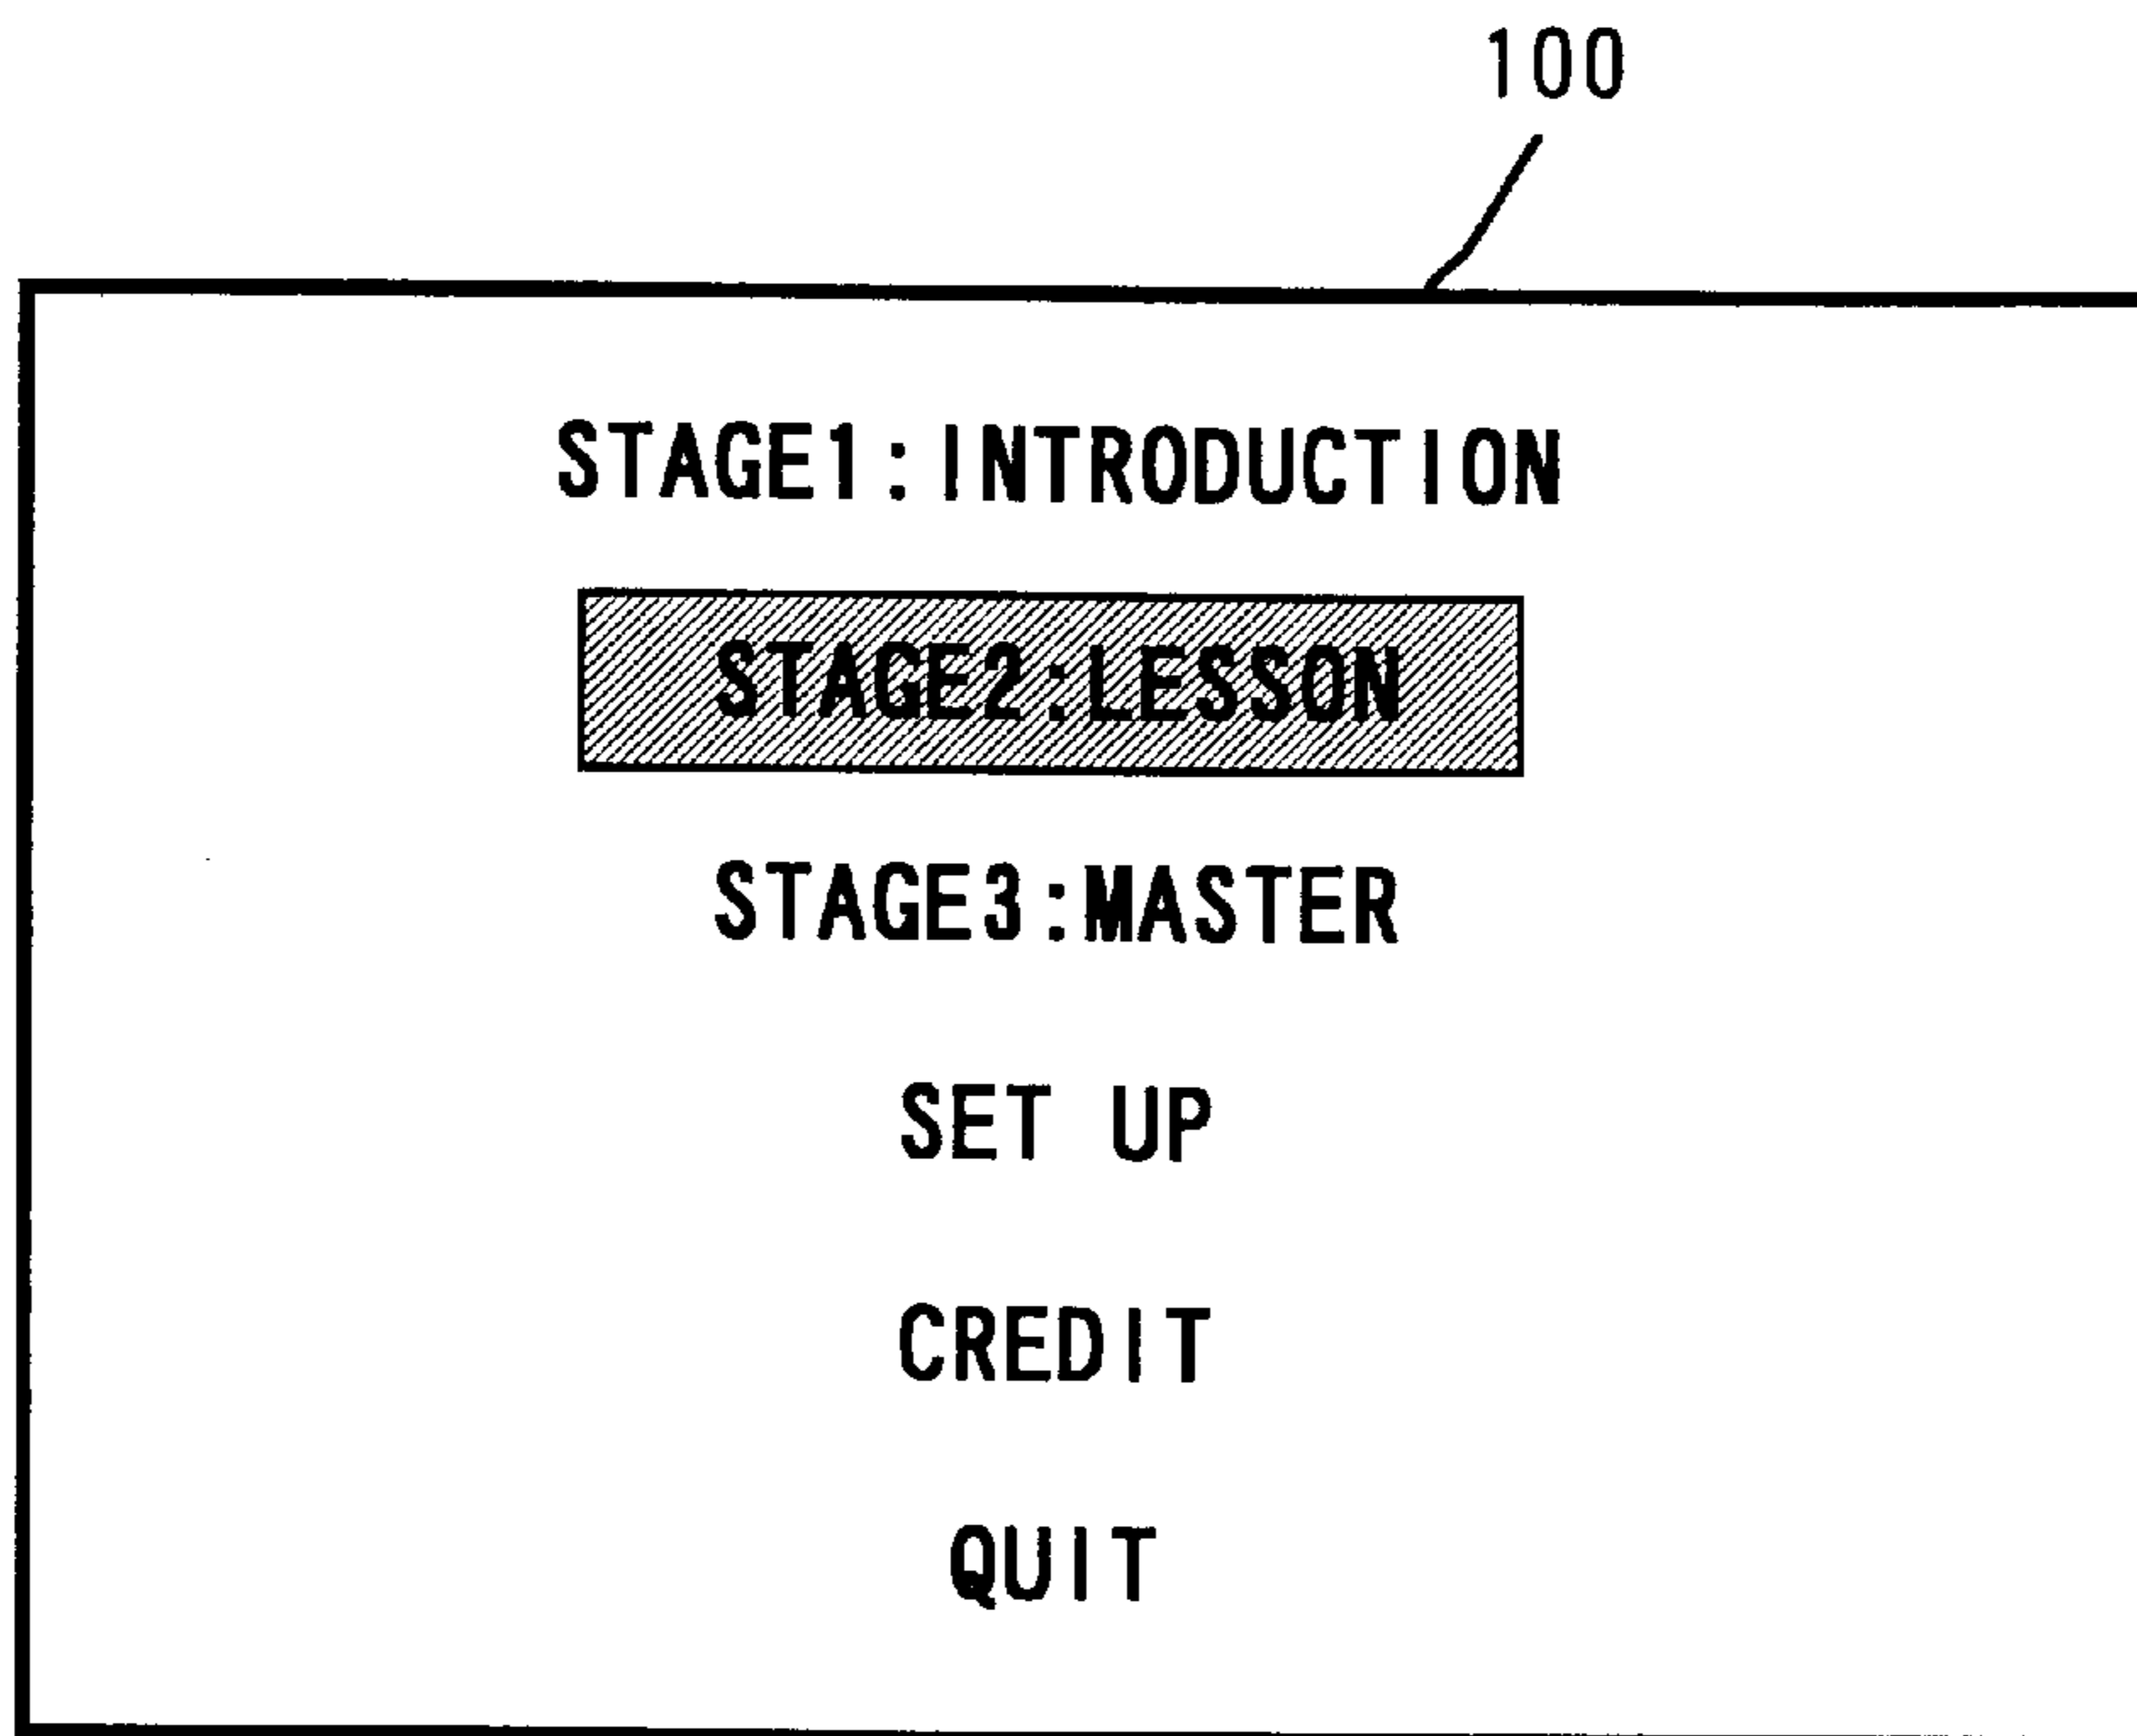 100
STAGE1:INTRODUCTION
STAGE2:LESSON
STAGE3:MASTER
SET UP
CREDIT
QUIT